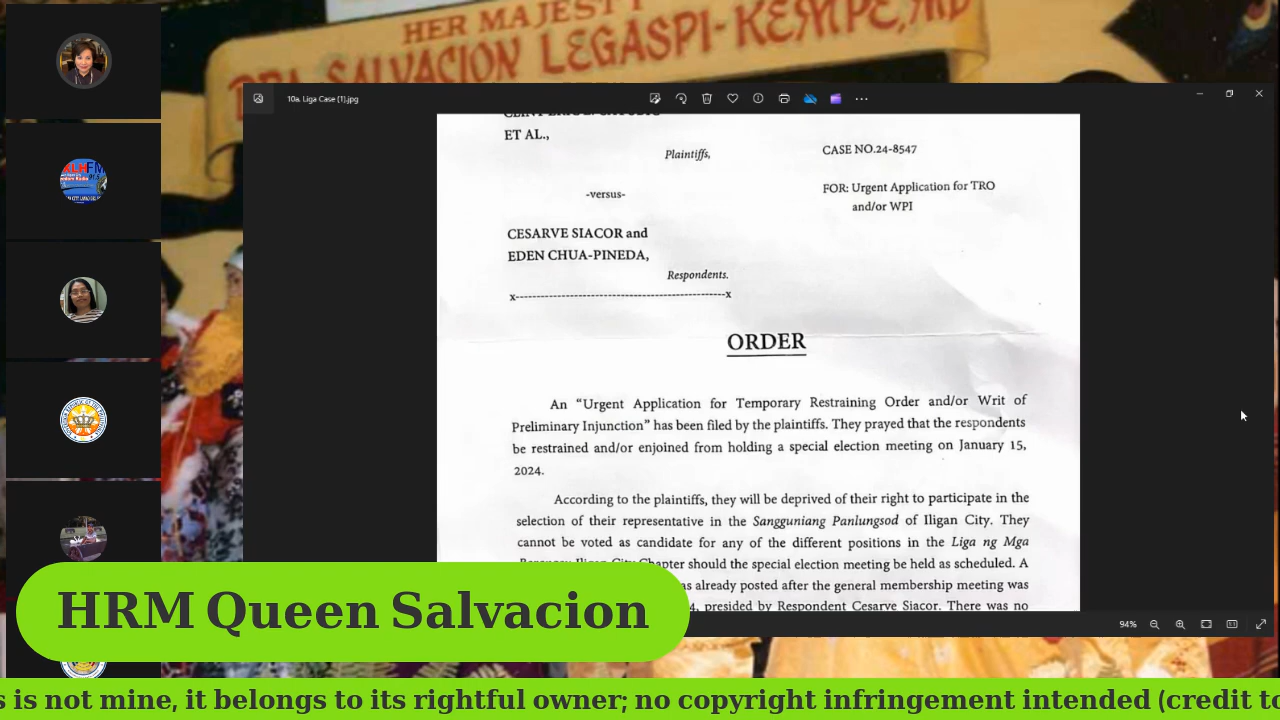 HER MAJESTY
DRA. SALVACION LEGASPI-KEMPE, MD
10a. Liga Case (1).jpg
ET AL.,
Plaintiffs,
CASE NO.24-8547
-versus-
FOR: Urgent Application for TRO
and/or WPI
CESARVE SIACOR and
EDEN CHUA-PINEDA,
Respondents.
x--------------------------------------------------x
ORDER
An “Urgent Application for Temporary Restraining Order and/or Writ of
Preliminary Injunction” has been filed by the plaintiffs. They prayed that the respondents
be restrained and/or enjoined from holding a special election meeting on January 15,
2024.
According to the plaintiffs, they will be deprived of their right to participate in the
selection of their representative in the Sangguniang Panlungsod of Iligan City. They
cannot be voted as candidate for any of the different positions in the Liga ng Mga
Barangay Iligan City Chapter should the special election meeting be held as scheduled. A
as already posted after the general membership meeting was
4, presided by Respondent Cesarve Siacor. There was no
94%
HRM Queen Salvacion
s is not mine, it belongs to its rightful owner; no copyright infringement intended (credit to